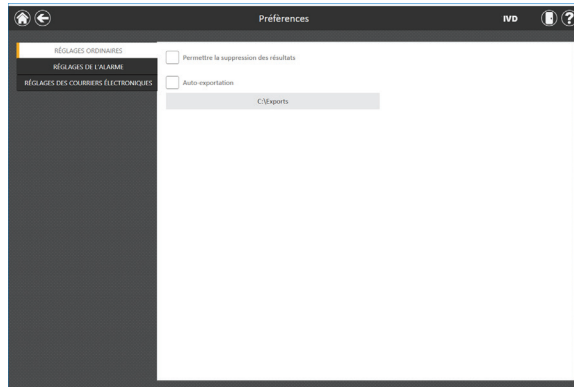 Préférences
IVD
?
RÉGLAGES ORDINAIRES
RÉGLAGES DE L'ALARME
RÉGLAGES DES COURRIERS ÉLECTRONIQUES
Permettre la suppression des résultats
Auto-exportation
C:\Exports